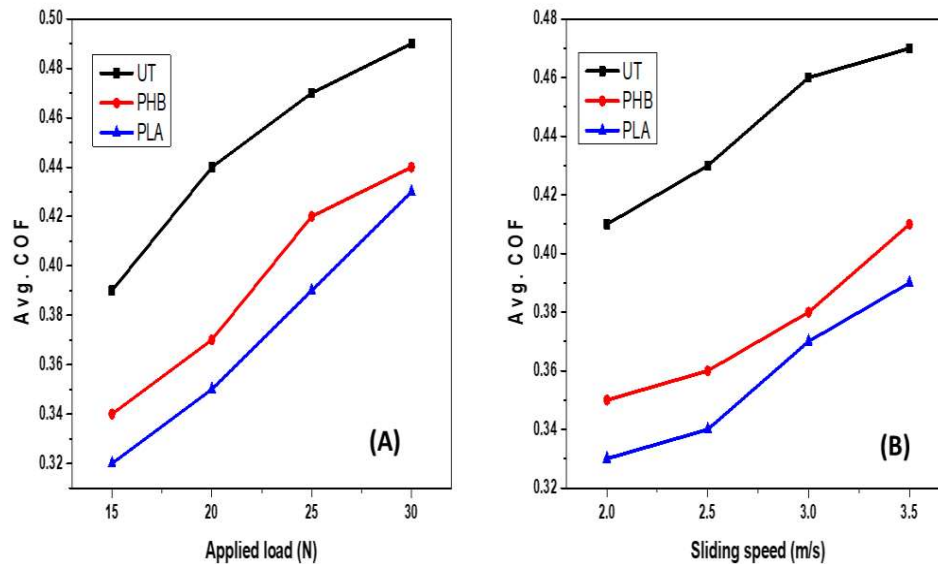 0.50
0.48
0.46
0.44
0.42
0.40
0.38
0.36
0.34
0.32
Avg. COF
UT
PHB
PLA
(A)
15 20 25 30
Applied load (N)
0.48
0.46
0.44
0.42
0.40
0.38
0.36
0.34
0.32
Avg. COF
UT
PHB
PLA
(B)
2.0 2.5 3.0 3.5
Sliding speed (m/s)